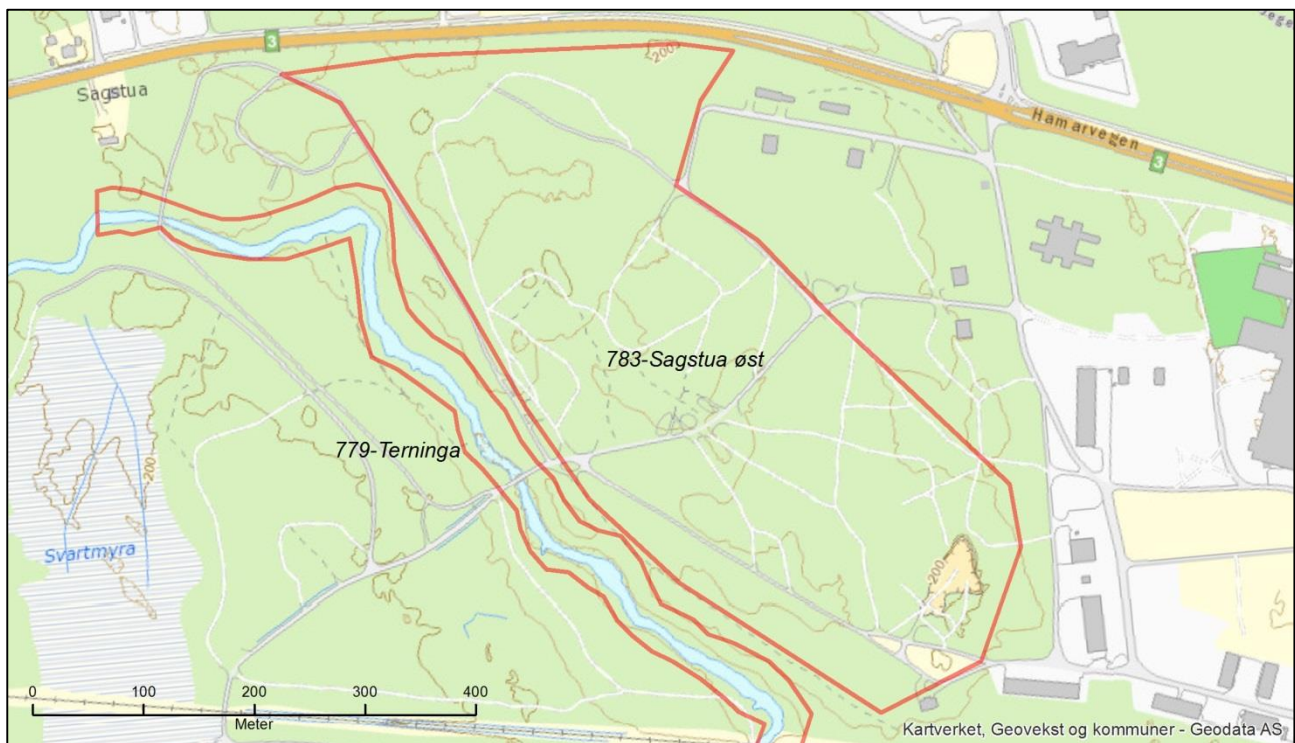 3
200
Sagstua
Hamarvegen
3
783-Sagstua øst
779-Terninga
200
Svartmyra
200
0 100 200 300 400
Meter
Kartverket, Geovekst og kommuner - Geodata AS